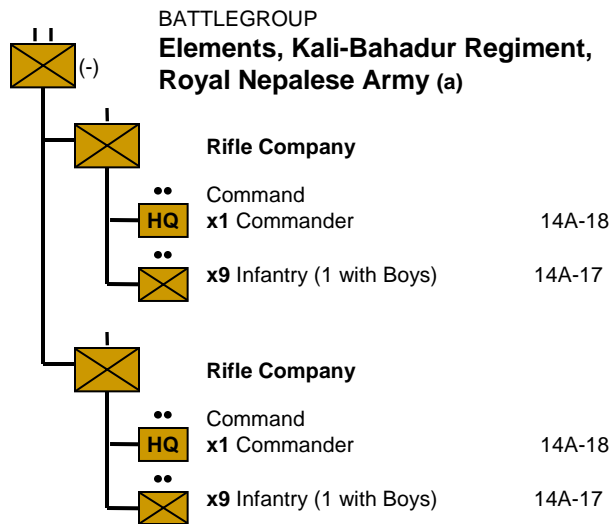 BATTLEGROUP
(-)
Elements, Kali-Bahadur Regiment,
Royal Nepalese Army (a)
Rifle Company
Command
HQ x1 Commander 14A-18
x9 Infantry (1 with Boys) 14A-17
Rifle Company
Command
HQ x1 Commander 14A-18
x9 Infantry (1 with Boys) 14A-17